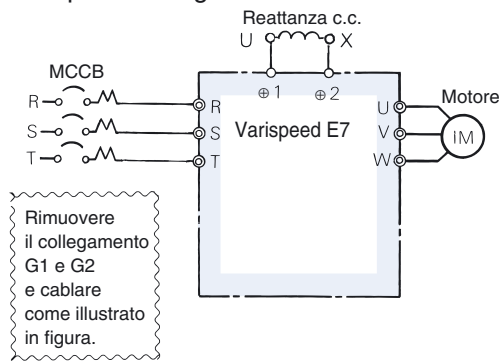 Reattanza c.c.
U X
MCCB
⊕1 ⊕2
R R U Motore
S S Varispeed E7 V IM
T T W
Rimuovere
il collegamento
G1 e G2
e cablare
come illustrato
in figura.